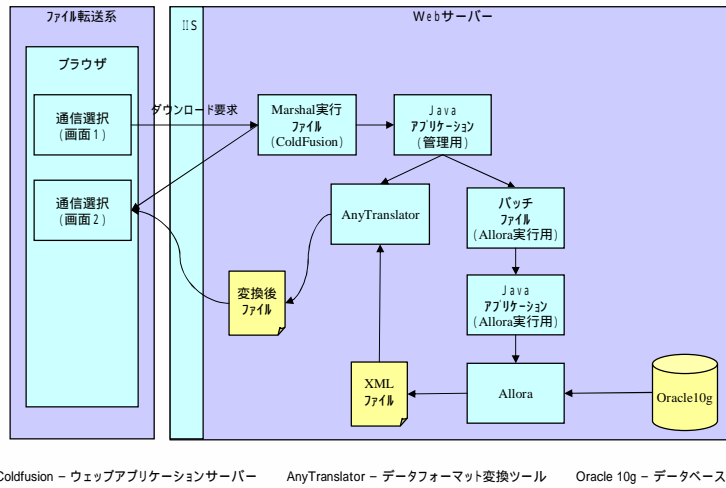 ファイル転送系
IIS
Webサーバー
ブラウザ
通信選択
(画面1)
ダウンロード要求
Marshal実行
ファイル
(ColdFusion)
Java
アプリケーション
(管理用)
通信選択
(画面2)
AnyTranslator
バッチ
ファイル
(Allora実行用)
変換後
ファイル
Java
アプリケーション
(Allora実行用)
XML
ファイル
Allora
Oracle10g
Coldfusion – ウェップアプリケーションサーバー
AnyTranslator – データフォーマット変換ツール
Oracle 10g – データベース